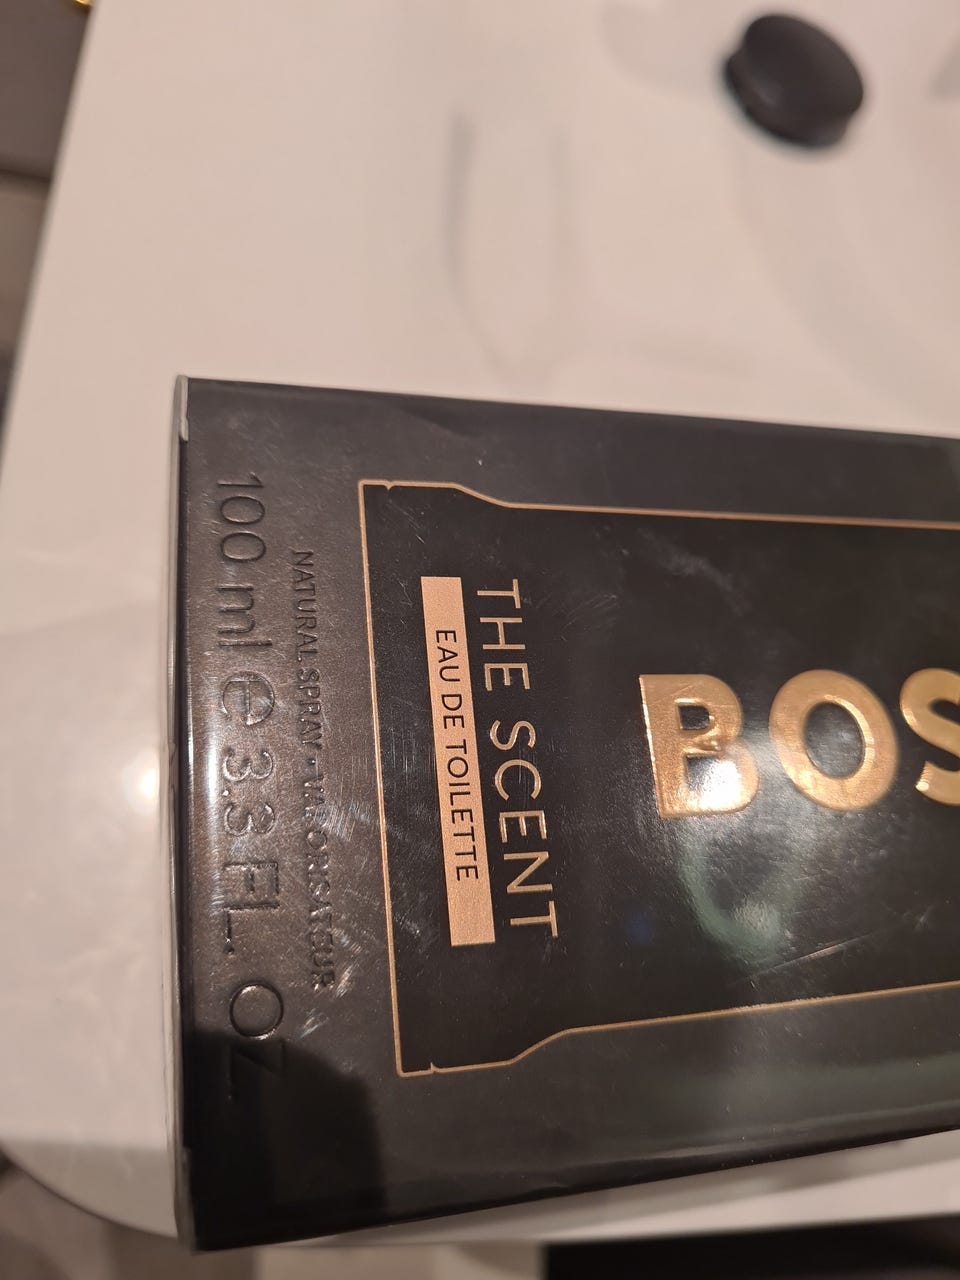 BOS
THE SCENT
EAU DE TOILETTE
NATURAL SPRAY • VAPORISATEUR
100 ml e 3.3 FL. OZ